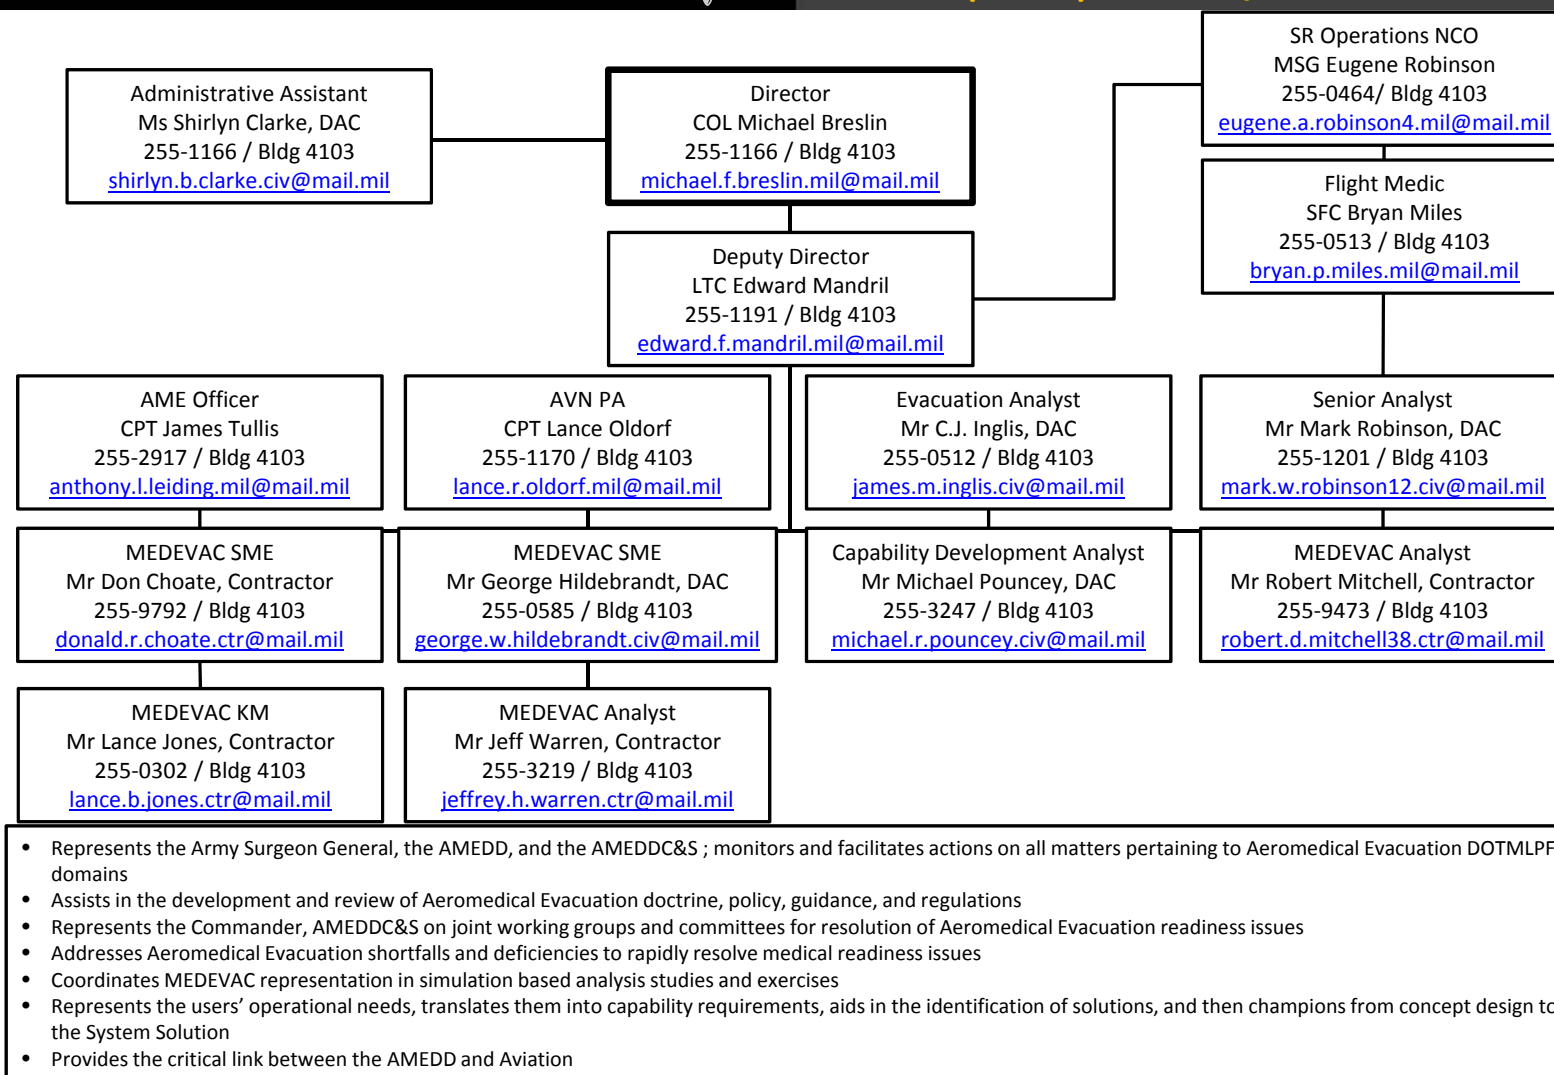 SR Operations NCO
MSG Eugene Robinson
255-0464/ Bldg 4103
eugene.a.robinson4.mil@mail.mil
Administrative Assistant
Ms Shirlyn Clarke, DAC
255-1166 / Bldg 4103
shirlyn.b.clarke.civ@mail.mil
Director
COL Michael Breslin
255-1166 / Bldg 4103
michael.f.breslin.mil@mail.mil
Flight Medic
SFC Bryan Miles
255-0513 / Bldg 4103
bryan.p.miles.mil@mail.mil
Deputy Director
LTC Edward Mandril
255-1191 / Bldg 4103
edward.f.mandril.mil@mail.mil
AME Officer
CPT James Tullis
255-2917 / Bldg 4103
anthony.l.leiding.mil@mail.mil
AVN PA
CPT Lance Oldorf
255-1170 / Bldg 4103
lance.r.oldorf.mil@mail.mil
Evacuation Analyst
Mr C.J. Inglis, DAC
255-0512 / Bldg 4103
james.m.inglis.civ@mail.mil
Senior Analyst
Mr Mark Robinson, DAC
255-1201 / Bldg 4103
mark.w.robinson12.civ@mail.mil
MEDEVAC SME
Mr Don Choate, Contractor
255-9792 / Bldg 4103
donald.r.choate.ctr@mail.mil
MEDEVAC SME
Mr George Hildebrandt, DAC
255-0585 / Bldg 4103
george.w.hildebrandt.civ@mail.mil
Capability Development Analyst
Mr Michael Pouncey, DAC
255-3247 / Bldg 4103
michael.r.pouncey.civ@mail.mil
MEDEVAC Analyst
Mr Robert Mitchell, Contractor
255-9473 / Bldg 4103
robert.d.mitchell38.ctr@mail.mil
MEDEVAC KM
Mr Lance Jones, Contractor
255-0302 / Bldg 4103
lance.b.jones.ctr@mail.mil
MEDEVAC Analyst
Mr Jeff Warren, Contractor
255-3219 / Bldg 4103
jeffrey.h.warren.ctr@mail.mil
• Represents the Army Surgeon General, the AMEDD, and the AMEDDC&S ; monitors and facilitates actions on all matters pertaining to Aeromedical Evacuation DOTMLPF
domains
• Assists in the development and review of Aeromedical Evacuation doctrine, policy, guidance, and regulations
• Represents the Commander, AMEDDC&S on joint working groups and committees for resolution of Aeromedical Evacuation readiness issues
• Addresses Aeromedical Evacuation shortfalls and deficiencies to rapidly resolve medical readiness issues
• Coordinates MEDEVAC representation in simulation based analysis studies and exercises
• Represents the users’ operational needs, translates them into capability requirements, aids in the identification of solutions, and then champions from concept design to
the System Solution
• Provides the critical link between the AMEDD and Aviation